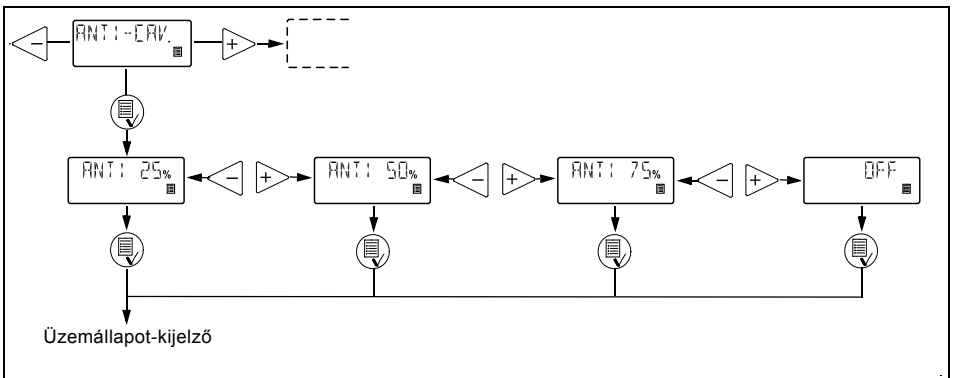 ANTI-CAV.
ANTI 25%
ANTI 50%
ANTI 75%
OFF
Üzemállapot-kijelző